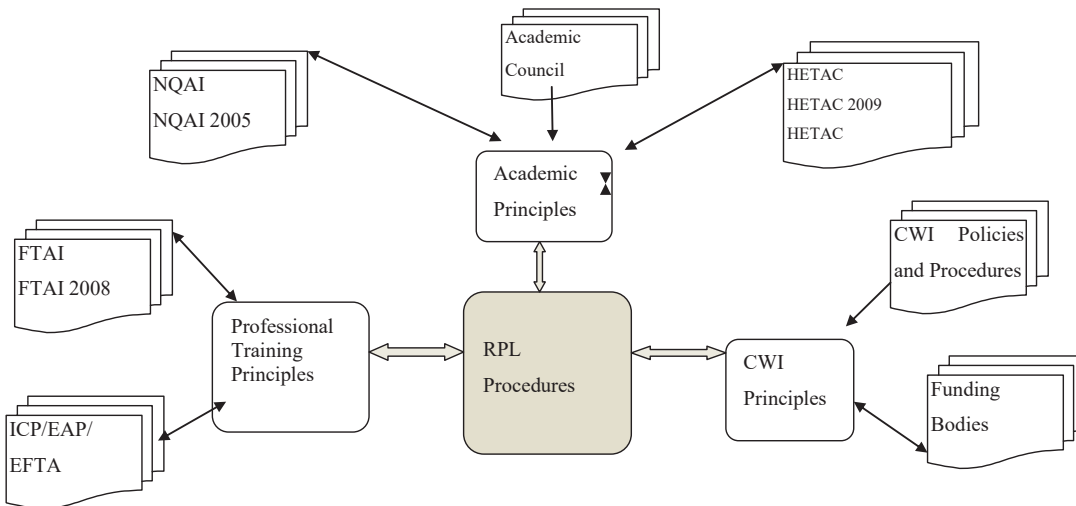 Academic
Council
NQAI
NQAI 2005
HETAC
HETAC 2009
HETAC
Academic
Principles
FTAI
FTAI 2008
CWI Policies
and Procedures
Professional
Training
Principles
RPL
Procedures
CWI
Principles
Funding
Bodies
ICP/EAP/
EFTA